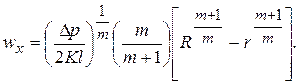 w_X = (Δp / 2Kl)^{1/m} (m / (m+1)) [R^{(m+1)/m} − r^{(m+1)/m}].